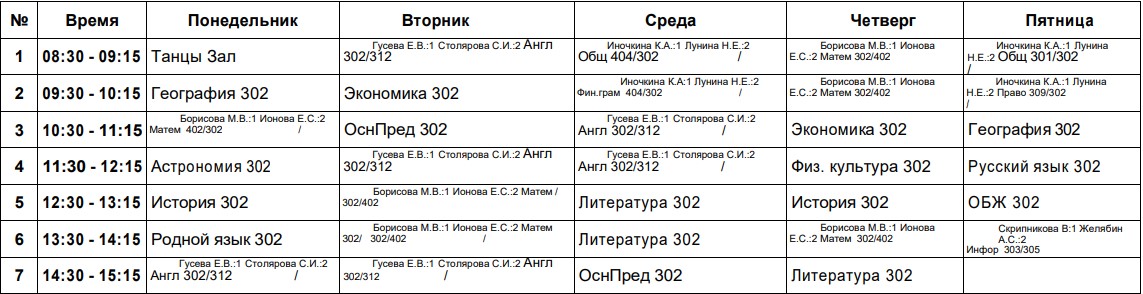 № Время Понедельник Вторник Среда Четверг Пятница
1 08:30 - 09:15 Танцы Зал
Гусева Е.В.:1 Столярова С.И.:2 Англ
302/312
Иночкина К.А.:1 Лунина Н.Е.:2
Общ 404/302 /
Борисова М.В.:1 Ионова
Е.С.:2 Матем 302/402
Иночкина К.А.:1 Лунина
Н.Е.:2 Общ 301/302
/
2 09:30 - 10:15 География 302 Экономика 302
Иночкина К.А:1 Лунина Н.Е.:2
Фин.грам 404/302 /
Борисова М.В.:1 Ионова
Е.С.:2 Матем 302/402
Иночкина К.А.:1 Лунина
Н.Е.:2 Право 309/302
/
3 10:30 - 11:15
Борисова М.В.:1 Ионова Е.С.:2
Матем 402/302 /
ОснПред 302
Гусева Е.В.:1 Столярова С.И.:2
Англ 302/312 /
Экономика 302 География 302
4 11:30 - 12:15 Астрономия 302
Гусева Е.В.:1 Столярова С.И.:2 Англ
302/312
Гусева Е.В.:1 Столярова С.И.:2
Англ 302/312 /
Физ. культура 302 Русский язык 302
5 12:30 - 13:15 История 302
Борисова М.В.:1 Ионова Е.С.:2 Матем /
302/402
Литература 302 История 302 ОБЖ 302
6 13:30 - 14:15 Родной язык 302
Борисова М.В.:1 Ионова Е.С.:2 Матем
302/ 302/402 /
Литература 302
Борисова М.В.:1 Ионова
Е.С.:2 Матем 302/402
Скрипникова В:1 Желябин
А.С.:2
Инфор 303/305
7 14:30 - 15:15
Гусева Е.В.:1 Столярова С.И.:2
Англ 302/312 /
Гусева Е.В.:1 Столярова С.И.:2 Англ
302/312 /
ОснПред 302 Литература 302